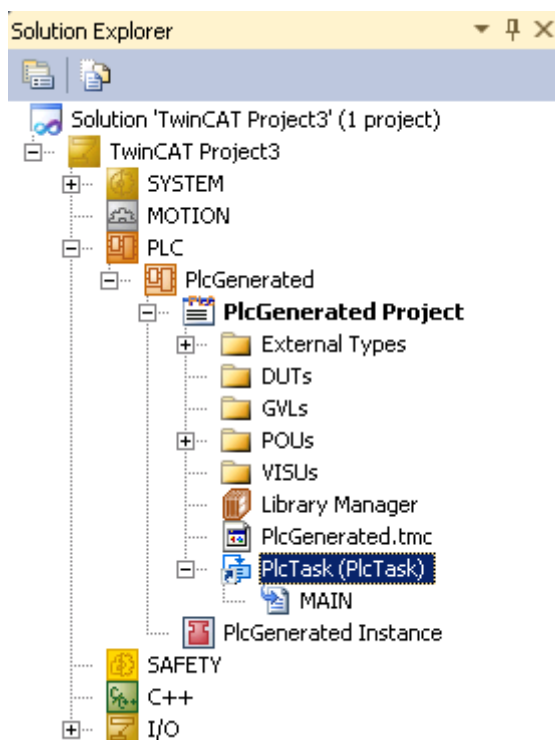 Solution Explorer
Solution 'TwinCAT Project3' (1 project)
TwinCAT Project3
SYSTEM
MOTION
PLC
PlcGenerated
PlcGenerated Project
External Types
DUTs
GVLs
POUs
VISUs
Library Manager
PlcGenerated.tmc
PlcTask (PlcTask)
MAIN
PlcGenerated Instance
SAFETY
C++
I/O